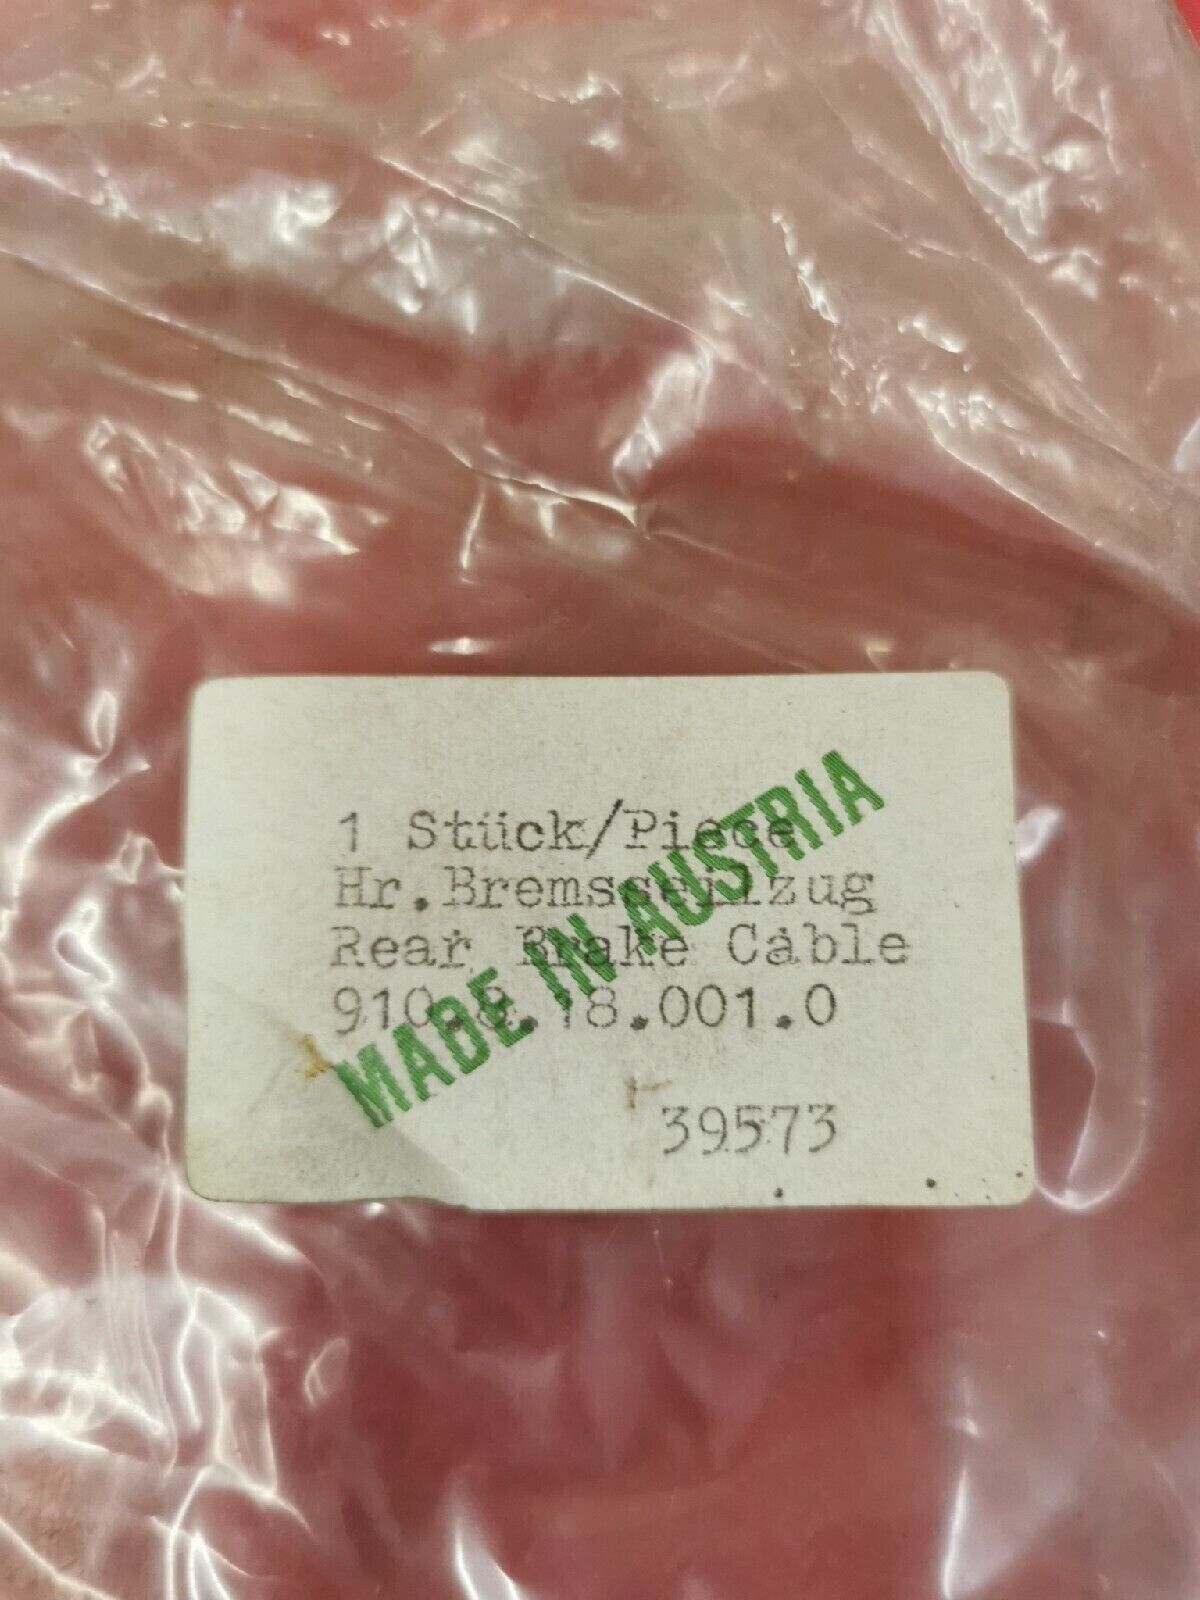 1 Stück/Piece
Hr.Bremsseilzug
Rear Brake Cable
910.8.18.001.0
39573
MADE IN AUSTRIA